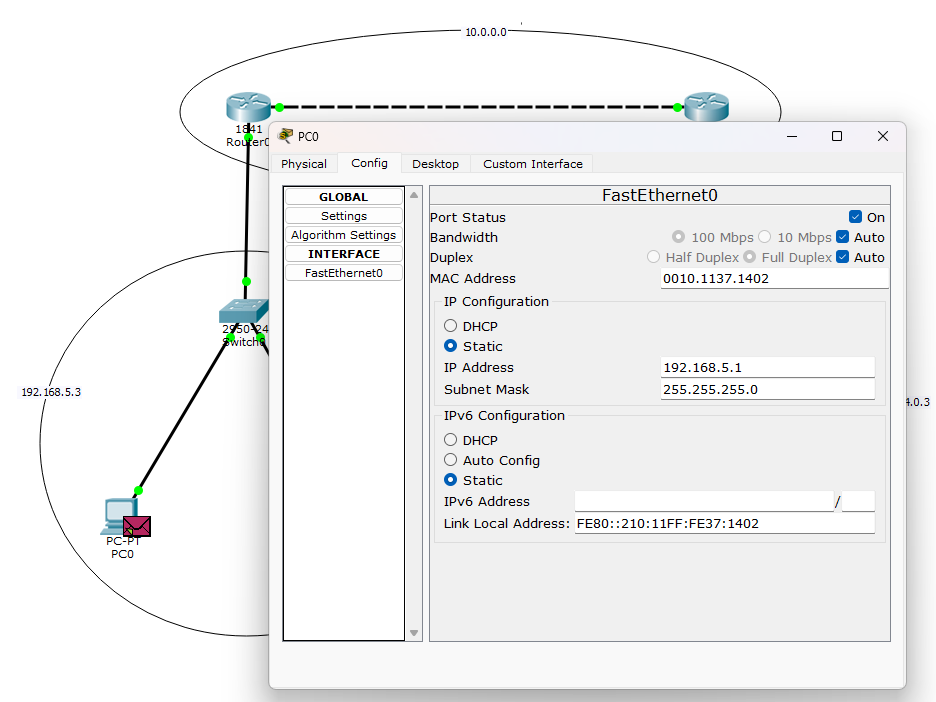 10.0.0.0
1841
Router0
PC0
Physical
Config
Desktop
Custom Interface
GLOBAL
Settings
Algorithm Settings
INTERFACE
FastEthernet0
FastEthernet0
Port Status
On
Bandwidth
100 Mbps
10 Mbps
Auto
Duplex
Half Duplex
Full Duplex
Auto
MAC Address
0010.1137.1402
IP Configuration
DHCP
Static
IP Address
192.168.5.1
Subnet Mask
255.255.255.0
IPv6 Configuration
DHCP
Auto Config
Static
IPv6 Address
/
Link Local Address:
FE80::210:11FF:FE37:1402
2950-24
Switch0
192.168.5.3
4.0.3
PC-PT
PC0